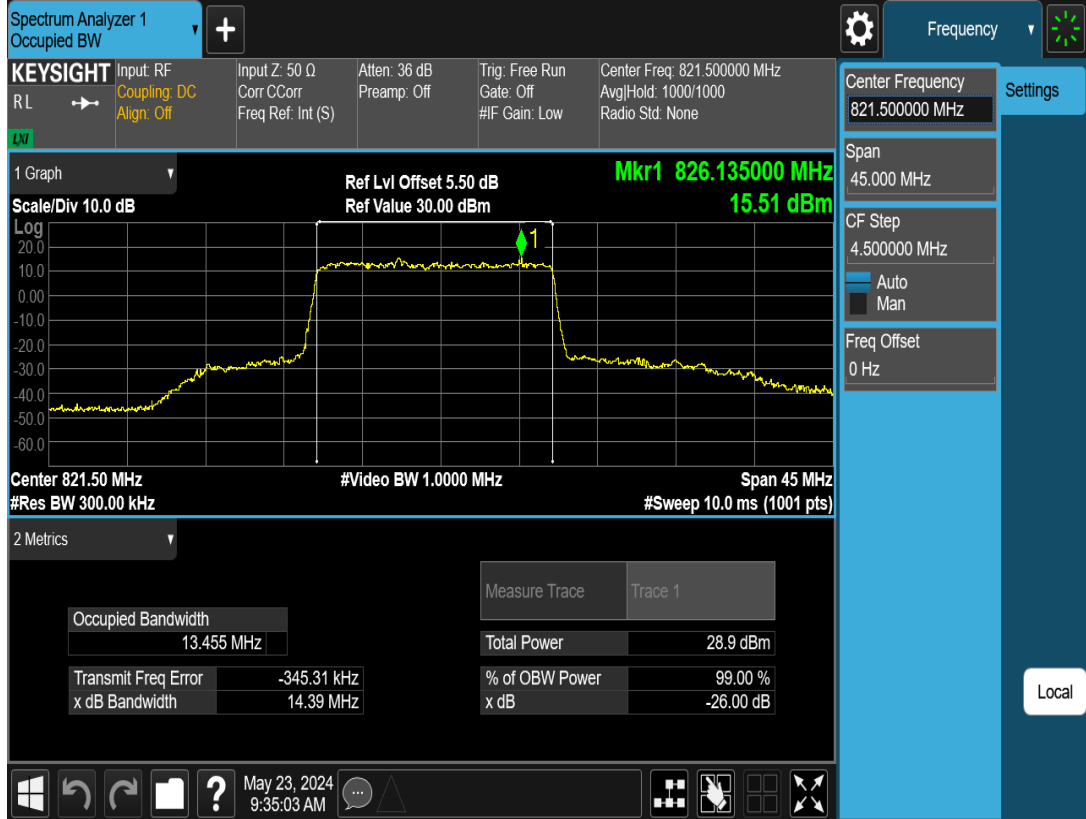 Spectrum Analyzer 1
Occupied BW
+
Frequency
KEYSIGHT
RL
LXI
Input: RF
Coupling: DC
Align: Off
Input Z: 50 Ω
Corr CCorr
Freq Ref: Int (S)
Atten: 36 dB
Preamp: Off
Trig: Free Run
Gate: Off
#IF Gain: Low
Center Freq: 821.500000 MHz
Avg|Hold: 1000/1000
Radio Std: None
Center Frequency
821.500000 MHz
Settings
Span
45.000 MHz
CF Step
4.500000 MHz
Auto
Man
Freq Offset
0 Hz
Local
1 Graph
Scale/Div 10.0 dB
Ref Lvl Offset 5.50 dB
Ref Value 30.00 dBm
Mkr1 826.135000 MHz
15.51 dBm
Log
20.0
10.0
0.00
-10.0
-20.0
-30.0
-40.0
-50.0
-60.0
1
Center 821.50 MHz
#Video BW 1.0000 MHz
Span 45 MHz
#Res BW 300.00 kHz
#Sweep 10.0 ms (1001 pts)
2 Metrics
Measure Trace
Trace 1
Occupied Bandwidth
13.455 MHz
Total Power
28.9 dBm
Transmit Freq Error
-345.31 kHz
% of OBW Power
99.00 %
x dB Bandwidth
14.39 MHz
x dB
-26.00 dB
?
May 23, 2024
9:35:03 AM